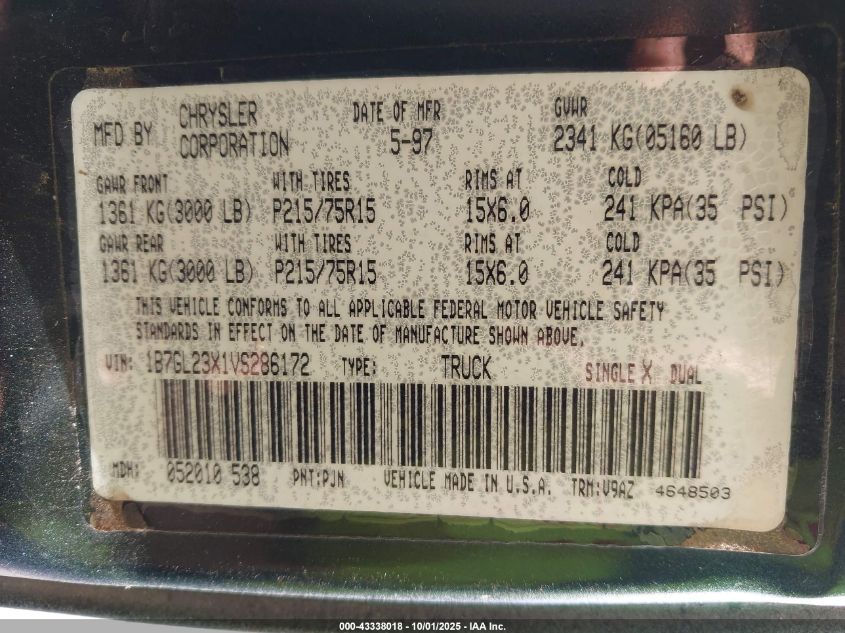 MFD BY CHRYSLER CORPORATION DATE OF MFR 5-97 GVWR 2341 KG(05160 LB)
GAWR FRONT WITH TIRES RIMS AT COLD
1361 KG(3000 LB) P215/75R15 15X6.0 241 KPA(35 PSI)
GAWR REAR WITH TIRES RIMS AT COLD
1361 KG(3000 LB) P215/75R15 15X6.0 241 KPA(35 PSI)
THIS VEHICLE CONFORMS TO ALL APPLICABLE FEDERAL MOTOR VEHICLE SAFETY
STANDARDS IN EFFECT ON THE DATE OF MANUFACTURE SHOWN ABOVE.
VIN: 1B7GL23X1VS286172 TYPE: TRUCK SINGLE X DUAL
MDH: 052010 538 PNT:PJN VEHICLE MADE IN U.S.A. TRM:V9AZ 4648503
000-43338018 - 10/01/2025 - IAA Inc.